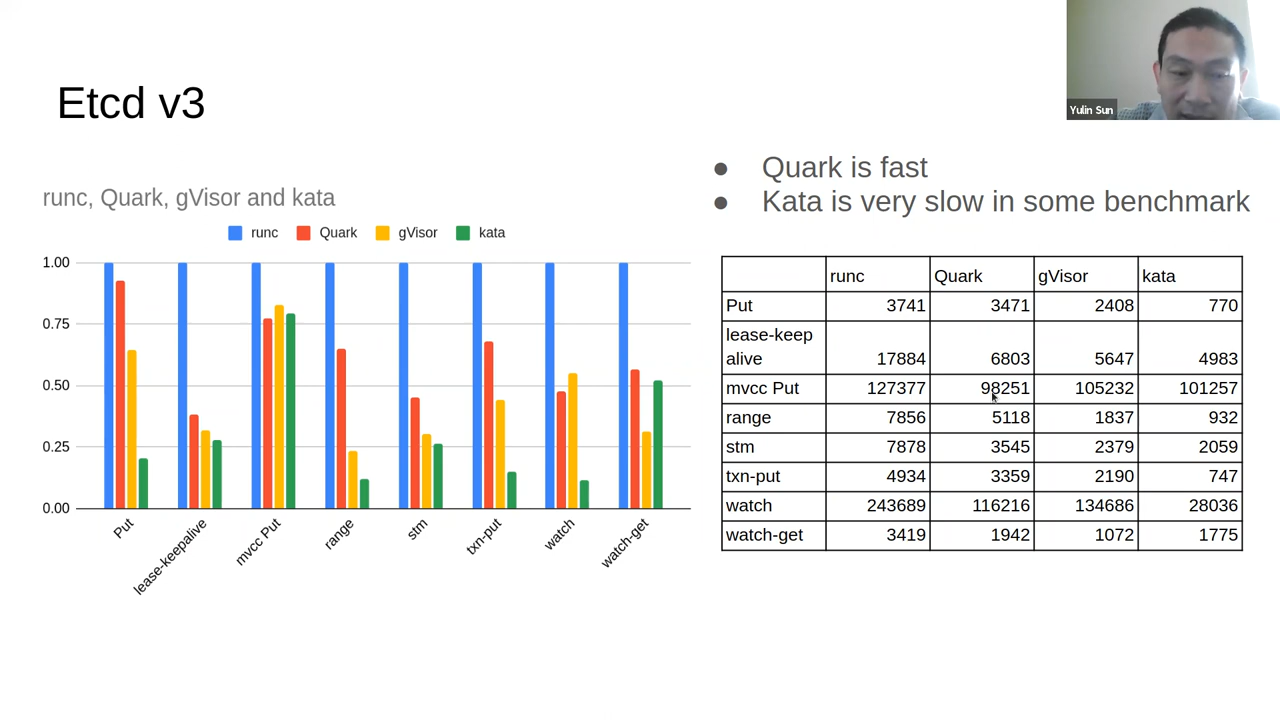 Yulin Sun
Etcd v3
runc, Quark, gVisor and kata
runc Quark gVisor kata
1.00
0.75
0.50
0.25
0.00
Put lease-keepalive mvcc Put range stm txn-put watch watch-get
● Quark is fast
● Kata is very slow in some benchmark
runc Quark gVisor kata
Put 3741 3471 2408 770
lease-keep
alive 17884 6803 5647 4983
mvcc Put 127377 98251 105232 101257
range 7856 5118 1837 932
stm 7878 3545 2379 2059
txn-put 4934 3359 2190 747
watch 243689 116216 134686 28036
watch-get 3419 1942 1072 1775